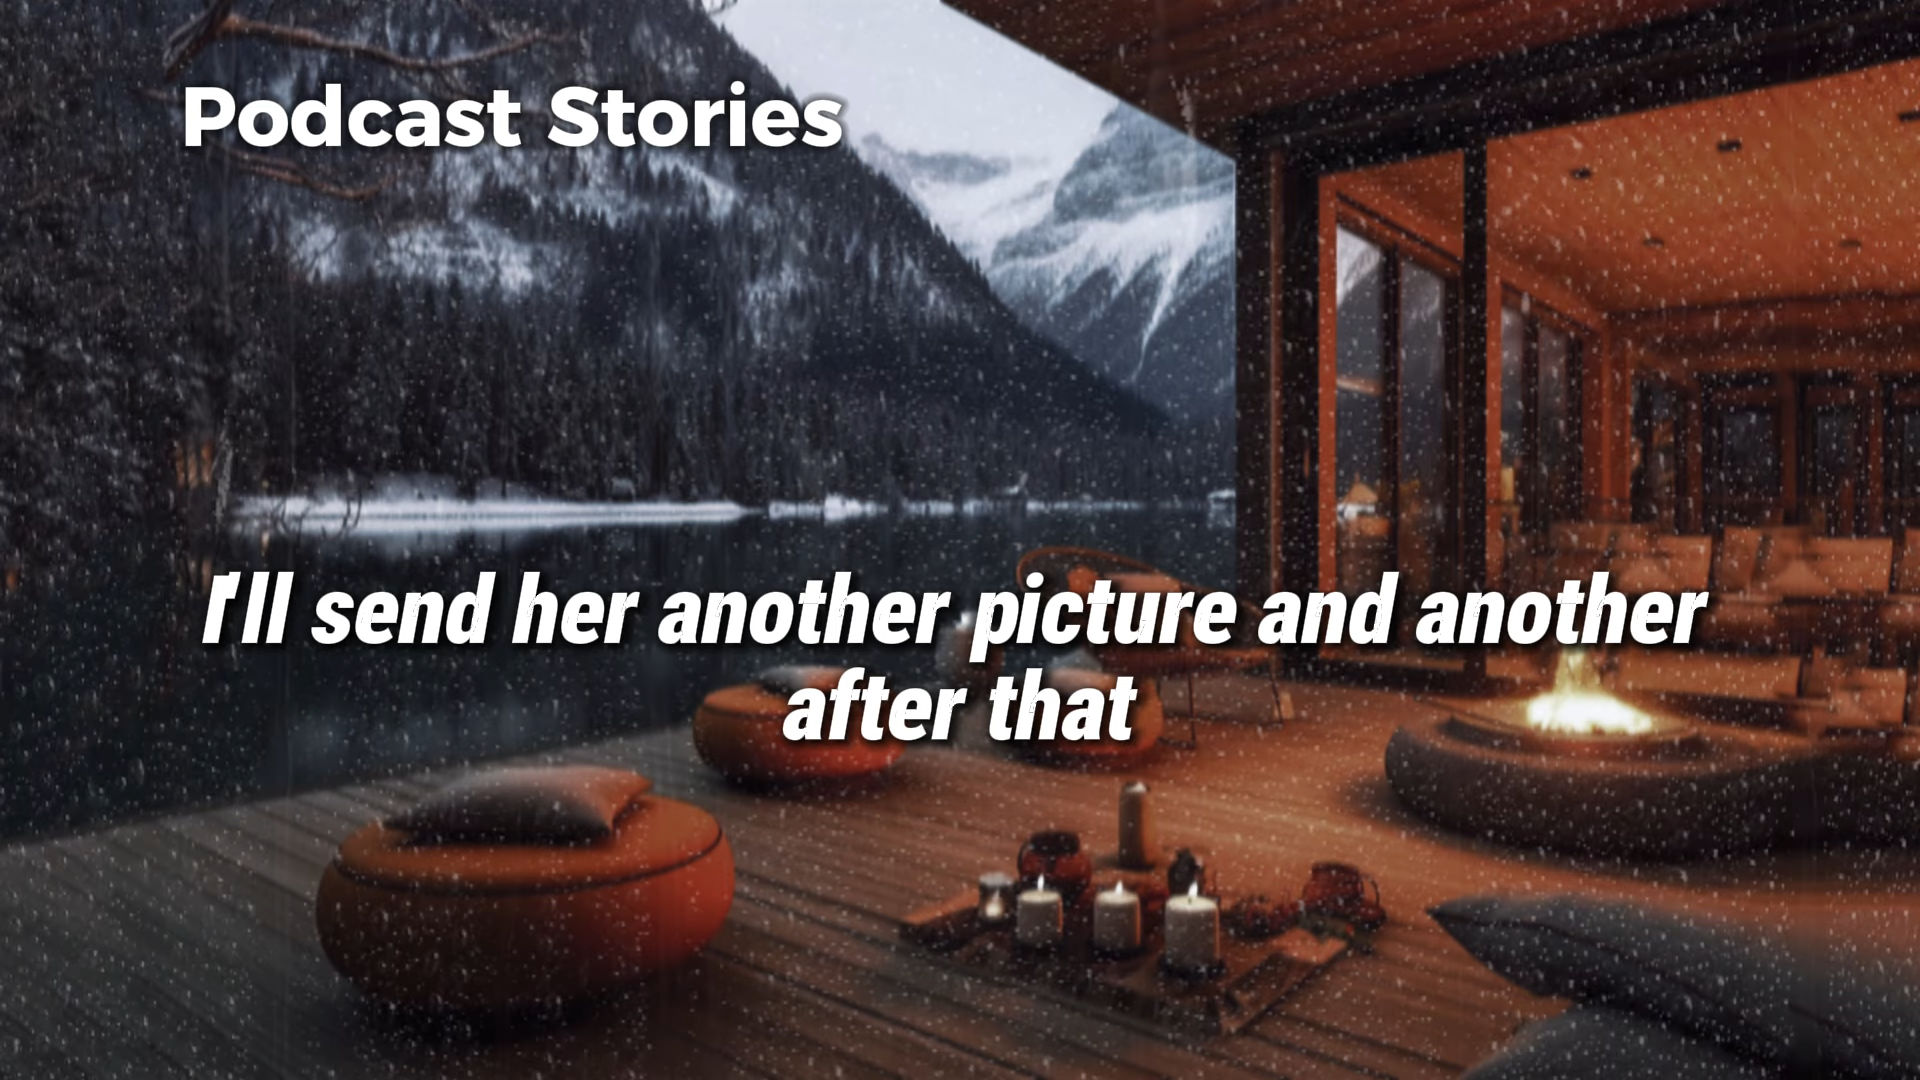 Podcast Stories
I'll send her another picture and another
after that